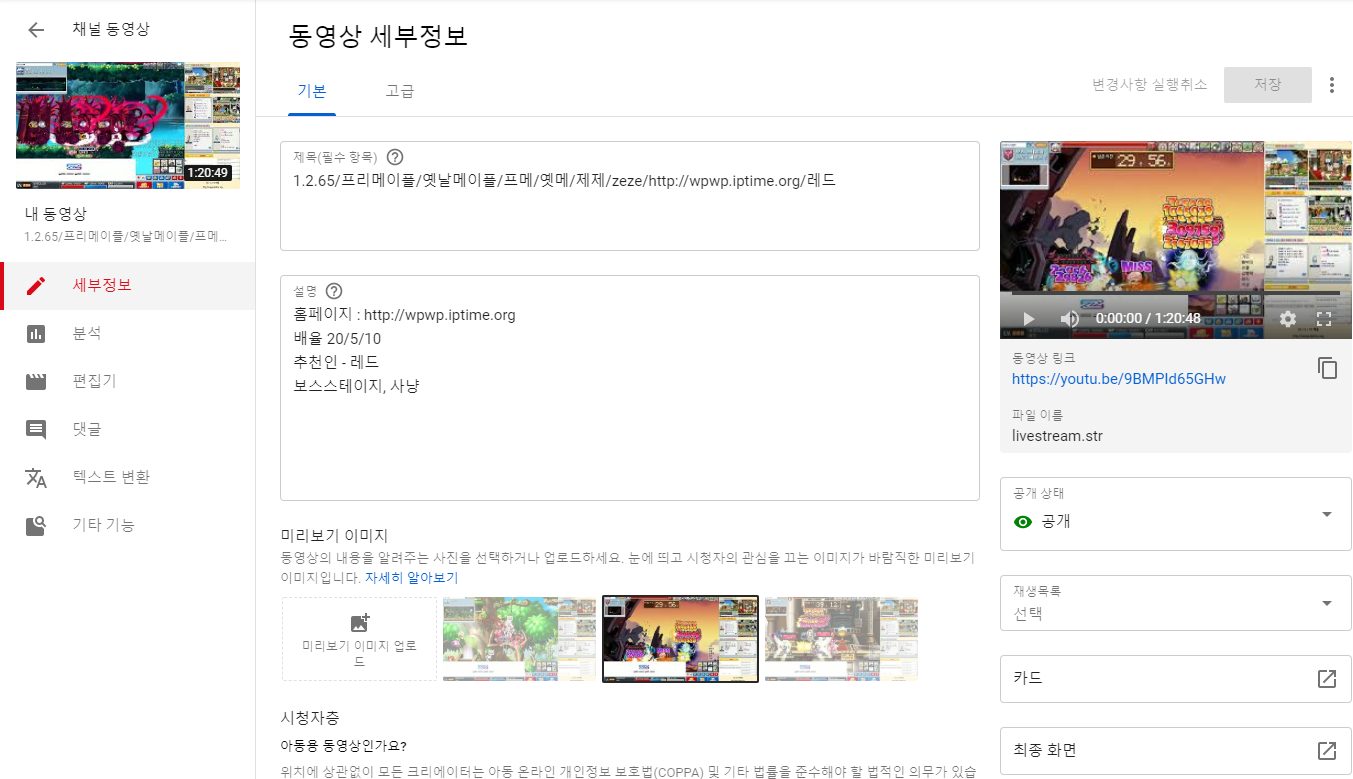 채널 동영상
1:20:49
내 동영상
1.2.65/프리메이플/옛날메이플/프메...
세부정보
분석
편집기
댓글
텍스트 변환
기타 기능
동영상 세부정보
기본
고급
변경사항 실행취소
저장
제목(필수 항목)
1.2.65/프리메이플/옛날메이플/프메/옛메/제제/zeze/http://wpwp.iptime.org/레드
설명
홈페이지 : http://wpwp.iptime.org
배율 20/5/10
추천인 - 레드
보스스테이지, 사냥
미리보기 이미지
동영상의 내용을 알려주는 사진을 선택하거나 업로드하세요. 눈에 띄고 시청자의 관심을 끄는 이미지가 바람직한 미리보기
이미지입니다. 자세히 알아보기
미리보기 이미지 업로
드
시청자층
아동용 동영상인가요?
위치에 상관없이 모든 크리에이터는 아동 온라인 개인정보 보호법(COPPA) 및 기타 법률을 준수해야 할 법적인 의무가 있습
29:56
MISS
0:00:00 / 1:20:48
동영상 링크
https://youtu.be/9BMPId65GHw
파일 이름
livestream.str
공개 상태
공개
재생목록
선택
카드
최종 화면